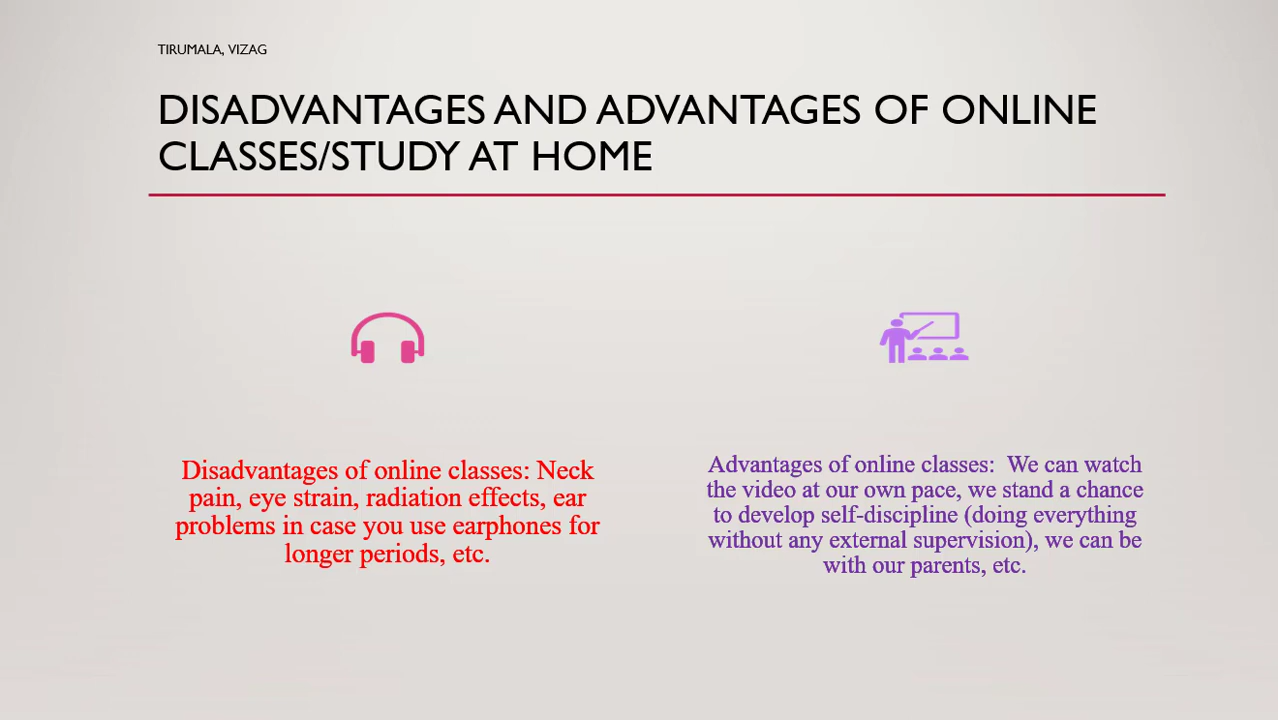 TIRUMALA, VIZAG
DISADVANTAGES AND ADVANTAGES OF ONLINE
CLASSES/STUDY AT HOME
Disadvantages of online classes: Neck
pain, eye strain, radiation effects, ear
problems in case you use earphones for
longer periods, etc.
Advantages of online classes:  We can watch
the video at our own pace, we stand a chance
to develop self-discipline (doing everything
without any external supervision), we can be
with our parents, etc.